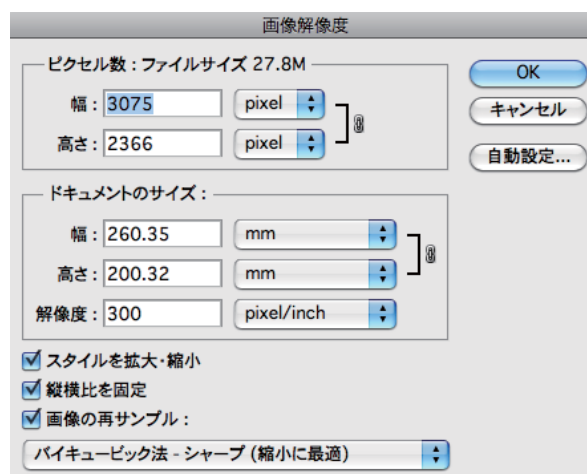 画像解像度
ピクセル数 : ファイルサイズ 27.8M
幅 : 3075 pixel
高さ : 2366 pixel
OK
キャンセル
自動設定...
ドキュメントのサイズ :
幅 : 260.35 mm
高さ : 200.32 mm
解像度 : 300 pixel/inch
スタイルを拡大・縮小
縦横比を固定
画像の再サンプル :
バイキュービック法 - シャープ (縮小に最適)